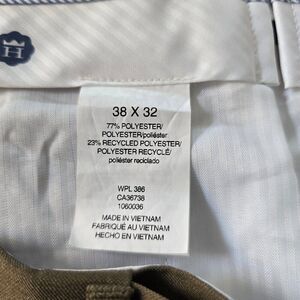 H
38 X 32
77% POLYESTER/
POLYESTER/poliéster
23% RECYCLED POLYESTER/
POLYESTER RECYCLÉ/
poliéster reciclado
WPL 386
CA36738
1060036
MADE IN VIETNAM
FABRIQUÉ AU VIETNAM
HECHO EN VIETNAM